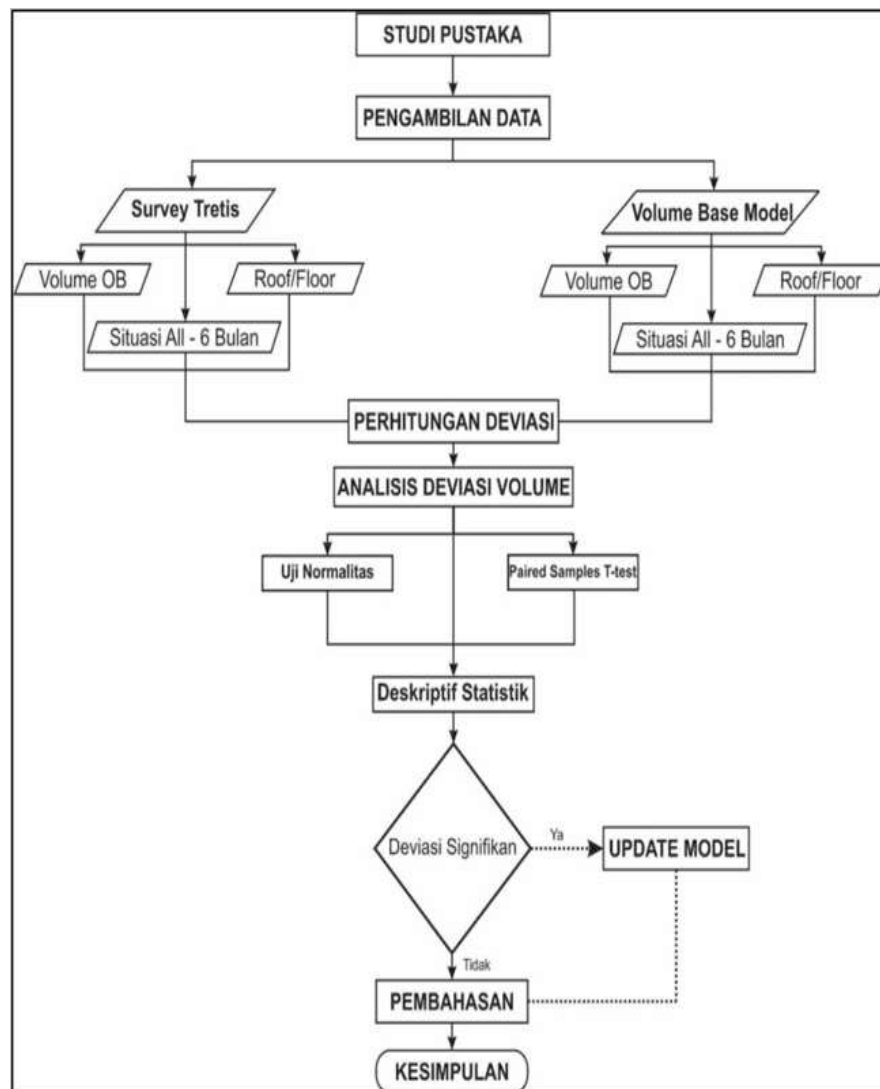 STUDI PUSTAKA
PENGAMBILAN DATA
Survey Tretis
Volume Base Model
Volume OB
Roof/Floor
Volume OB
Roof/Floor
Situasi All - 6 Bulan
Situasi All - 6 Bulan
PERHITUNGAN DEVIASI
ANALISIS DEVIASI VOLUME
Uji Normalitas
Paired Samples T-test
Deskriptif Statistik
Deviasi Signifikan
Ya
UPDATE MODEL
Tidak
PEMBAHASAN
KESIMPULAN